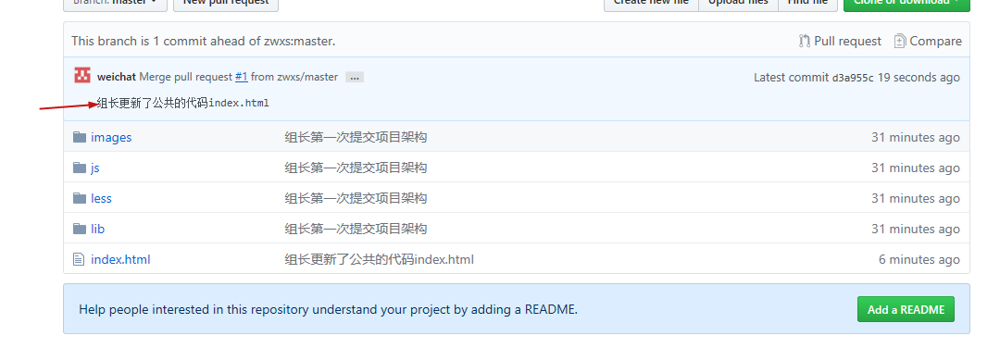 Branch: master New pull request Create new file Upload files Find file Clone or download
This branch is 1 commit ahead of zwxs:master. Pull request Compare
weichat Merge pull request #1 from zwxs/master ... Latest commit d3a955c 19 seconds ago
组长更新了公共的代码index.html
images 组长第一次提交项目架构 31 minutes ago
js 组长第一次提交项目架构 31 minutes ago
less 组长第一次提交项目架构 31 minutes ago
lib 组长第一次提交项目架构 31 minutes ago
index.html 组长更新了公共的代码index.html 6 minutes ago
Help people interested in this repository understand your project by adding a README. Add a README